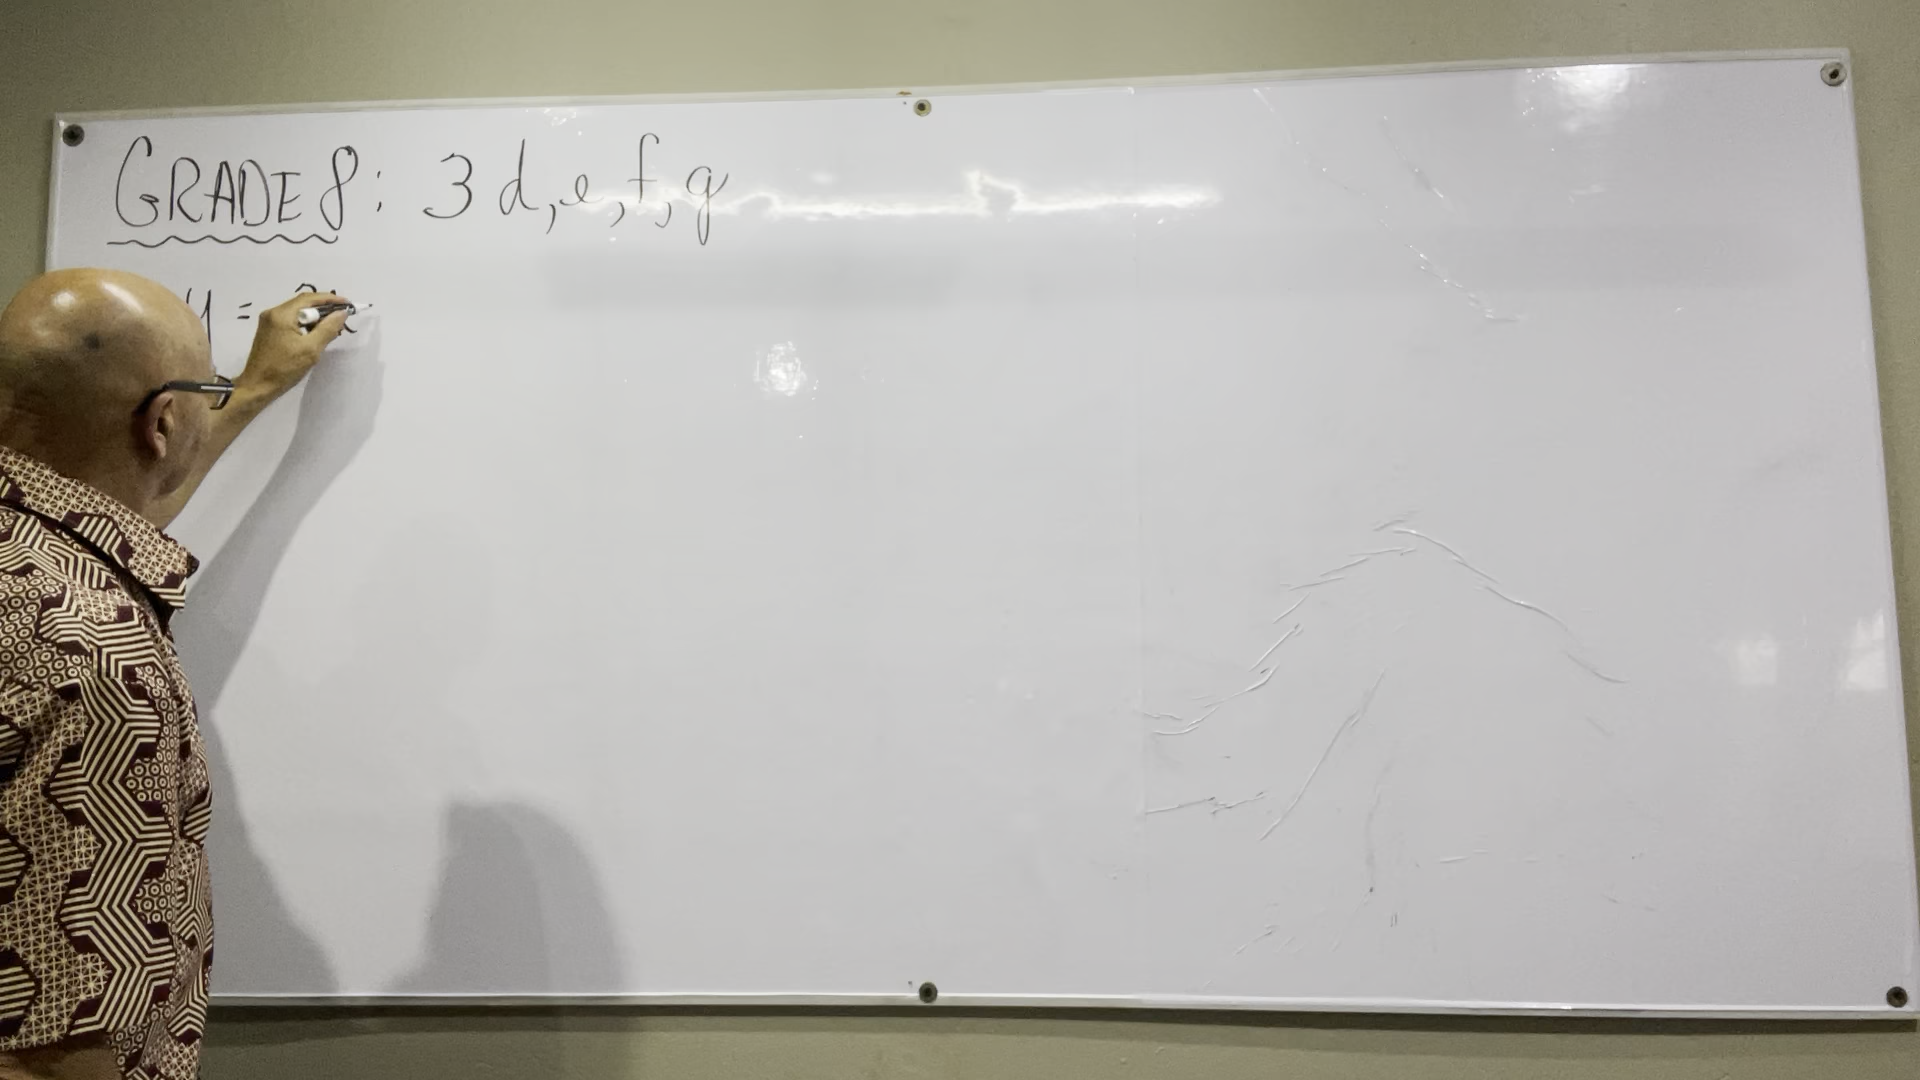 GRADE 8: 3 d, e, f, g
y =